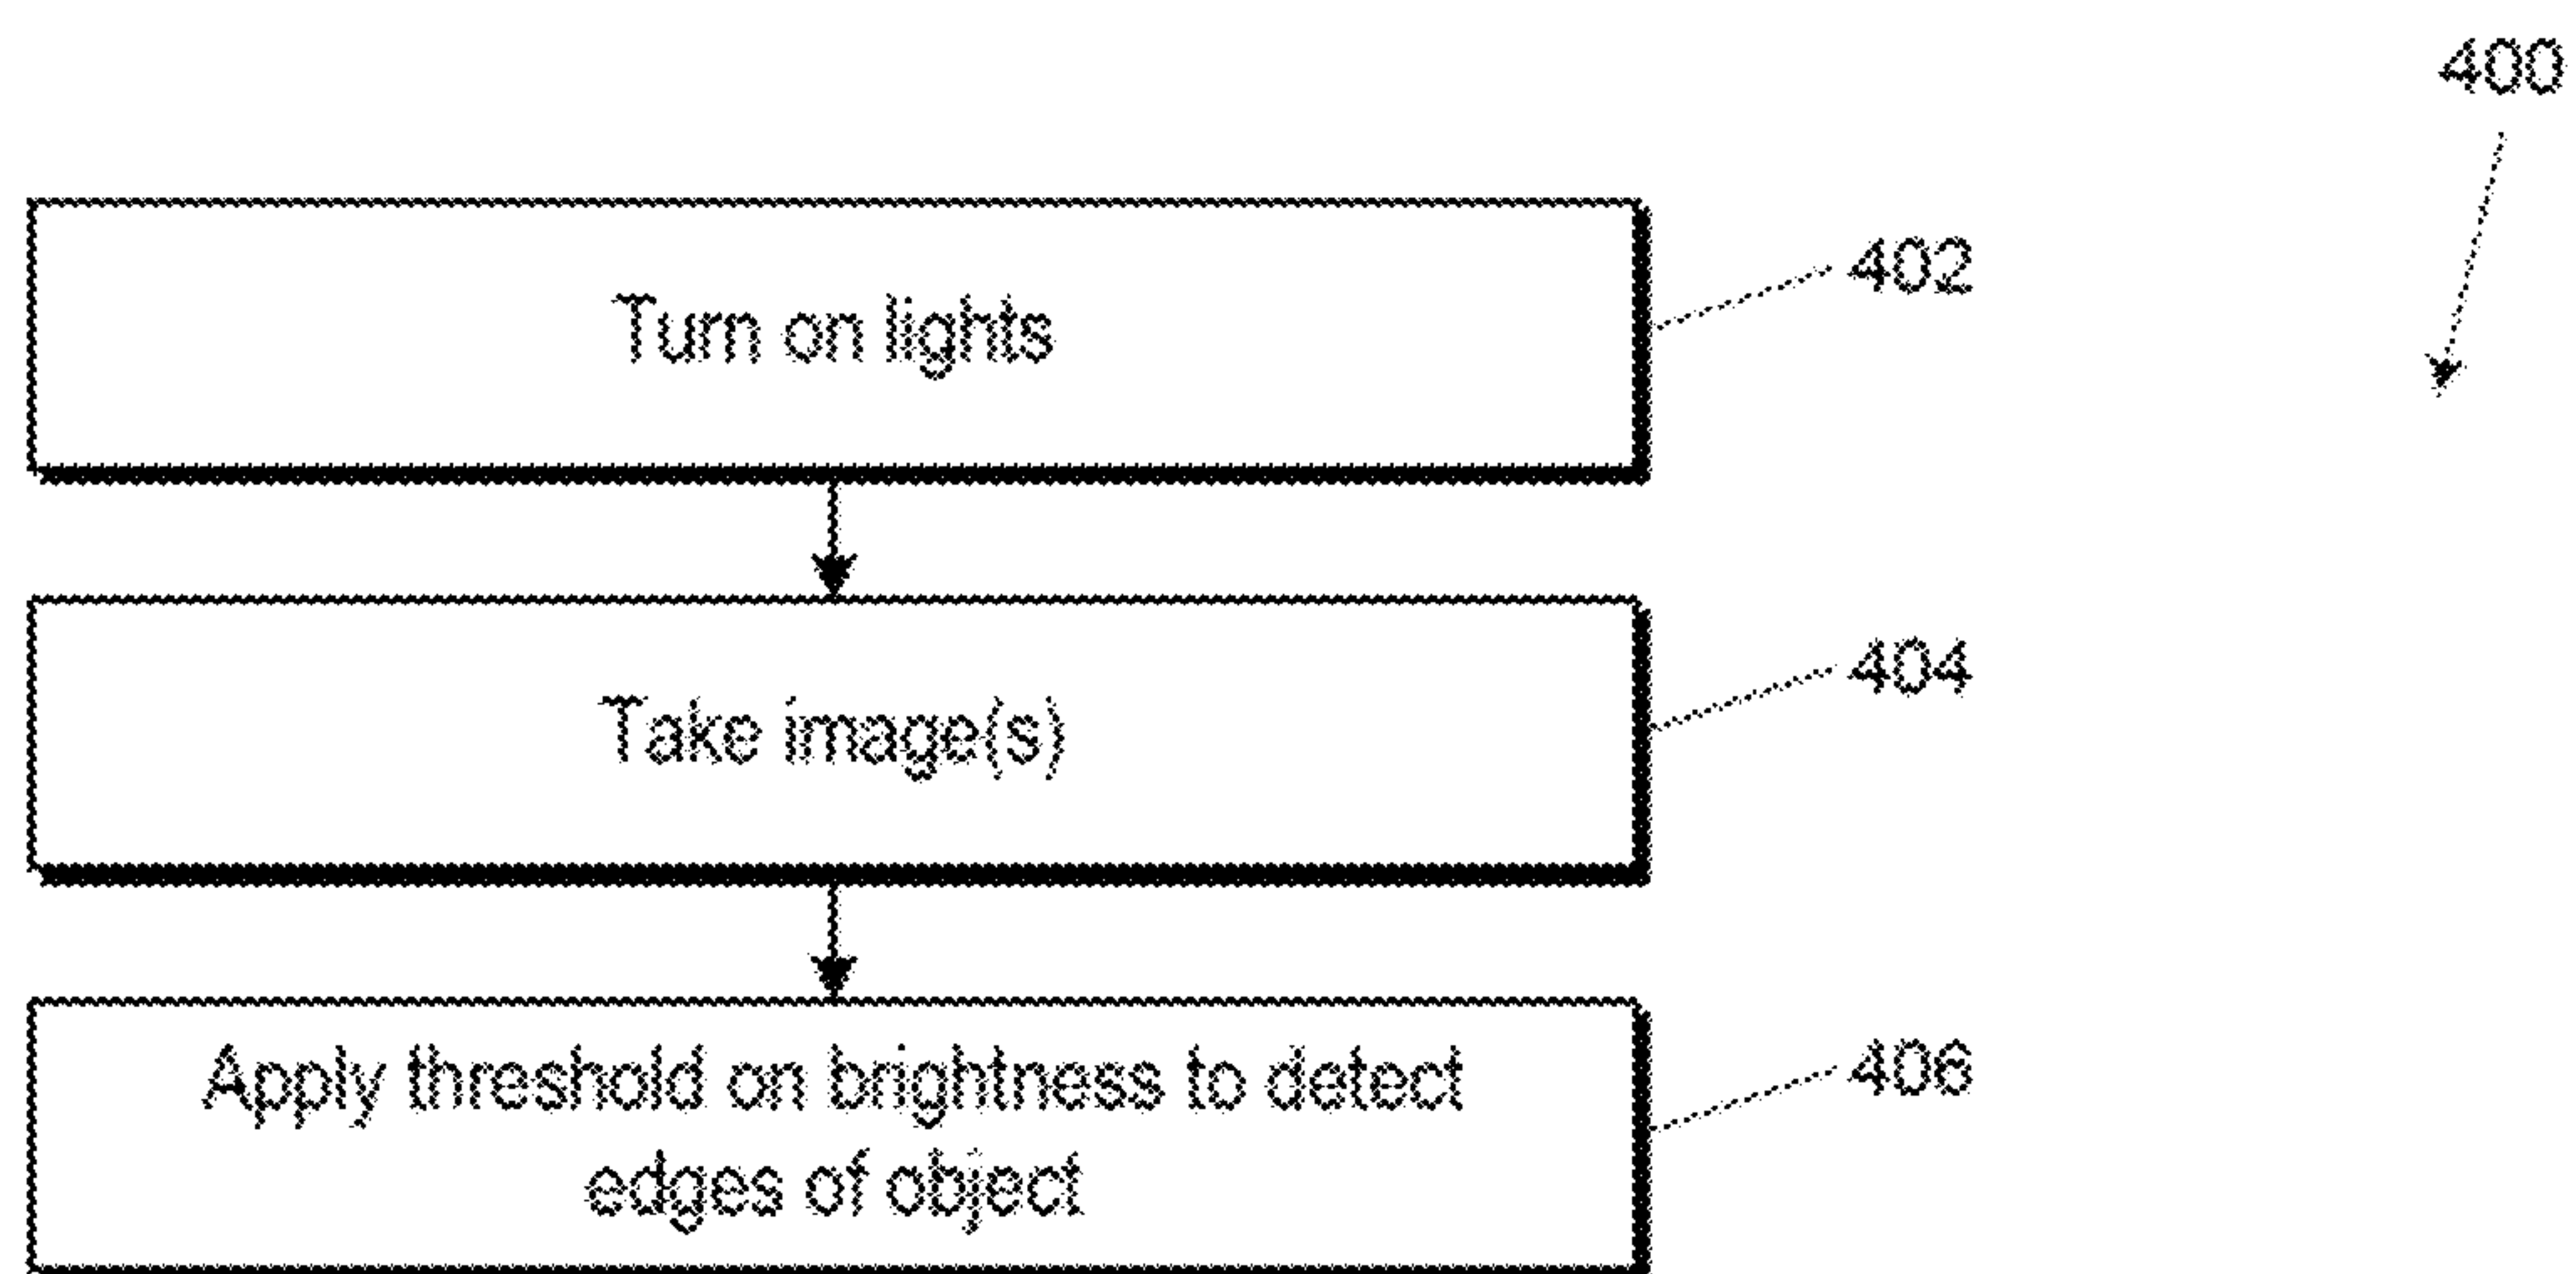 400
Turn on lights
402
Take image(s)
404
Apply threshold on brightness to detect
edges of object
406